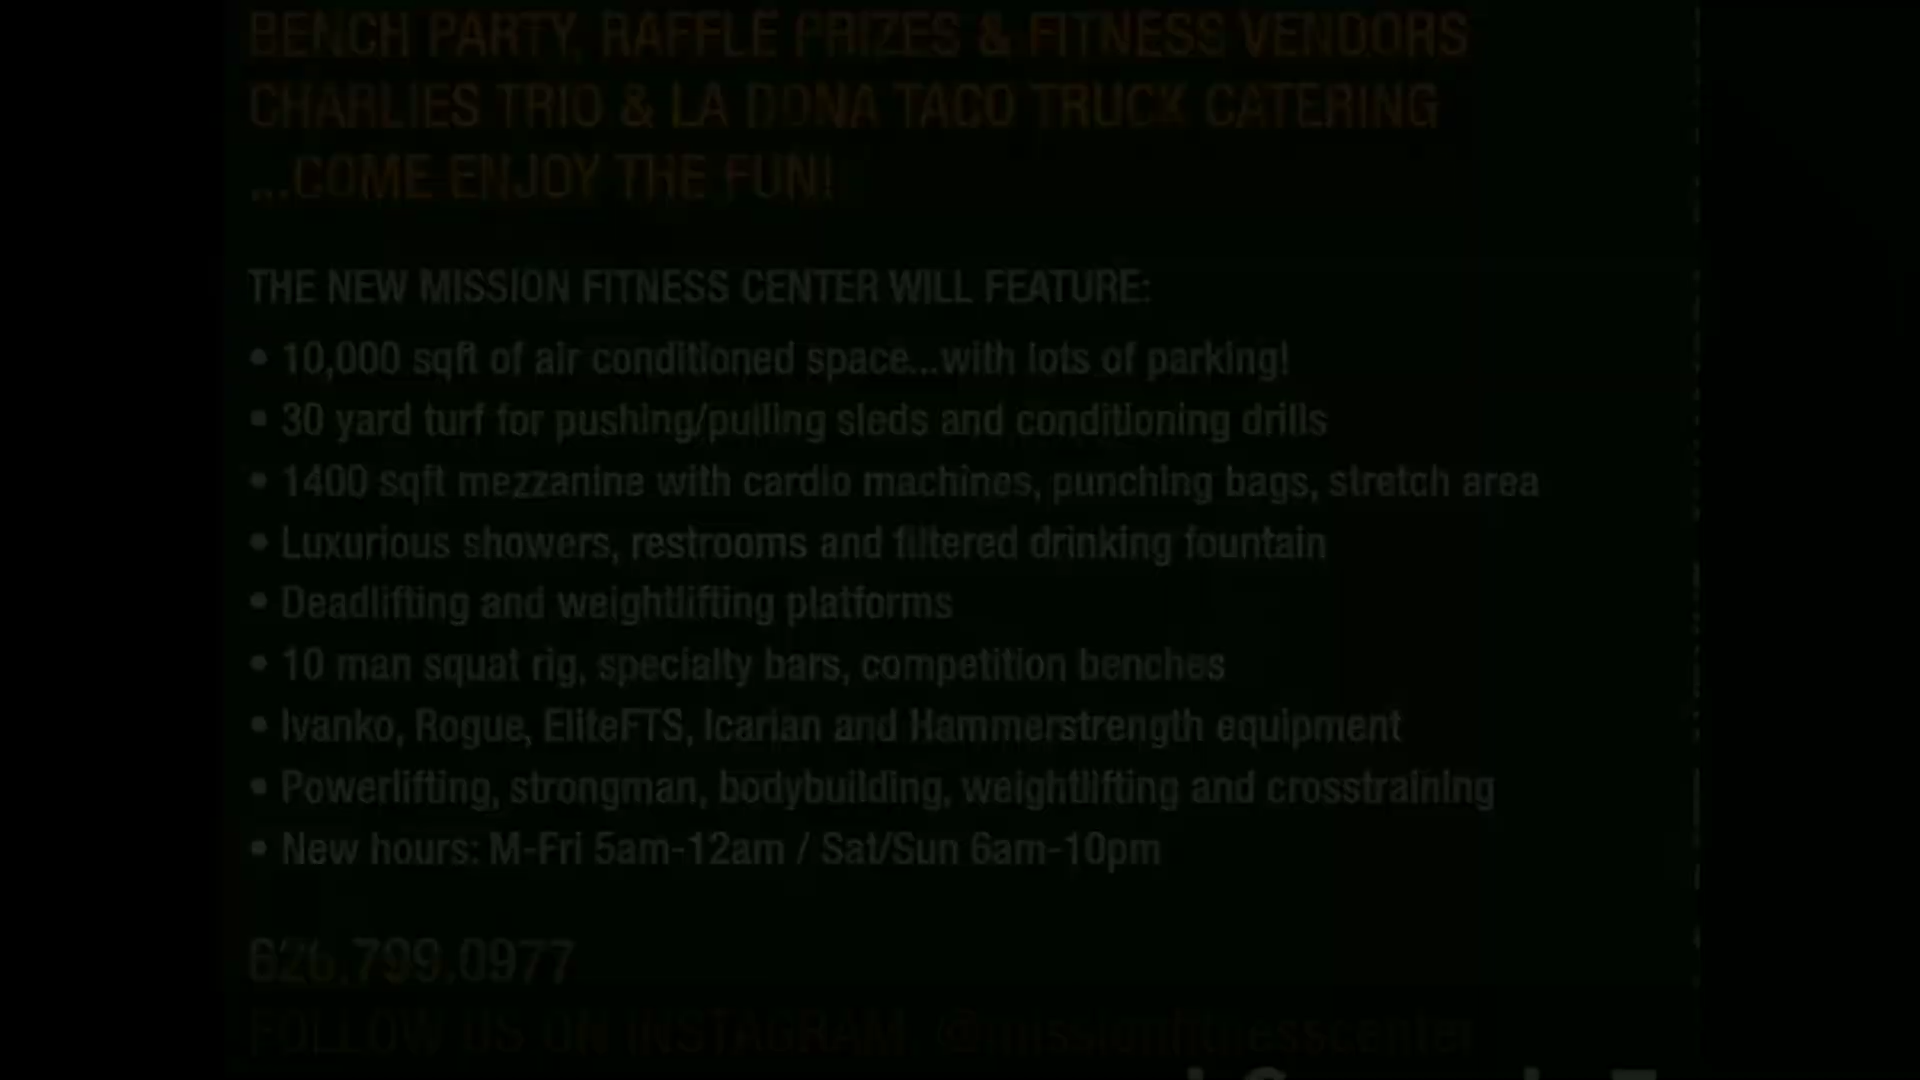 BENCH PARTY, RAFFLE PRIZES & FITNESS VENDORS
CHARLIES TRIO & LA DONA TACO TRUCK CATERING
...COME ENJOY THE FUN!
THE NEW MISSION FITNESS CENTER WILL FEATURE:
• 10,000 sqft of air conditioned space...with lots of parking!
• 30 yard turf for pushing/pulling sleds and conditioning drills
• 1400 sqft mezzanine with cardio machines, punching bags, stretch area
• Luxurious showers, restrooms and filtered drinking fountain
• Deadlifting and weightlifting platforms
• 10 man squat rig, specialty bars, competition benches
• Ivanko, Rogue, EliteFTS, Icarian and Hammerstrength equipment
• Powerlifting, strongman, bodybuilding, weightlifting and crosstraining
• New hours: M-Fri 5am-12am / Sat/Sun 6am-10pm
626.799.0977
FOLLOW US ON INSTAGRAM. @missionfitnesscenter